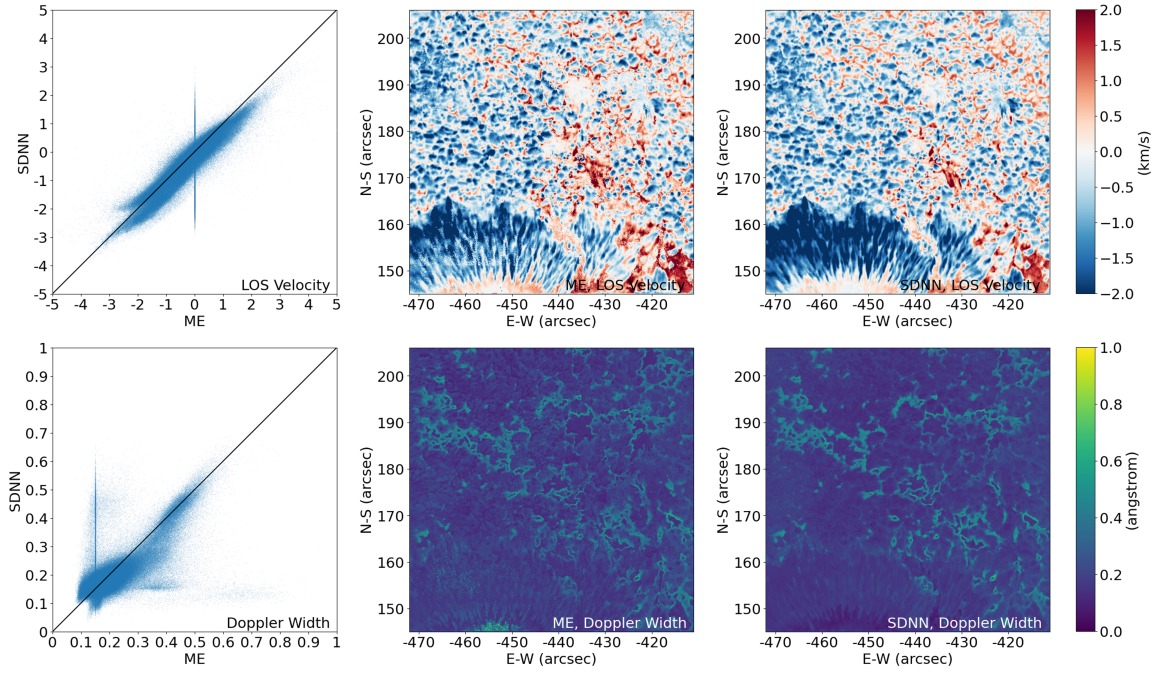 5
4
3
2
1
0
-1
-2
-3
-4
-5
SDNN
-5 -4 -3 -2 -1 0 1 2 3 4 5
ME
LOS Velocity
200
190
180
170
160
150
N-S (arcsec)
-470 -460 -450 -440 -430 -420
E-W (arcsec)
ME, LOS Velocity
200
190
180
170
160
150
N-S (arcsec)
-470 -460 -450 -440 -430 -420
E-W (arcsec)
SDNN, LOS Velocity
2.0
1.5
1.0
0.5
0.0
−0.5
−1.0
−1.5
−2.0
(km/s)
1
0.9
0.8
0.7
0.6
0.5
0.4
0.3
0.2
0.1
0
SDNN
0 0.1 0.2 0.3 0.4 0.5 0.6 0.7 0.8 0.9 1
ME
Doppler Width
200
190
180
170
160
150
N-S (arcsec)
-470 -460 -450 -440 -430 -420
E-W (arcsec)
ME, Doppler Width
200
190
180
170
160
150
N-S (arcsec)
-470 -460 -450 -440 -430 -420
E-W (arcsec)
SDNN, Doppler Width
1.0
0.8
0.6
0.4
0.2
0.0
(angstrom)